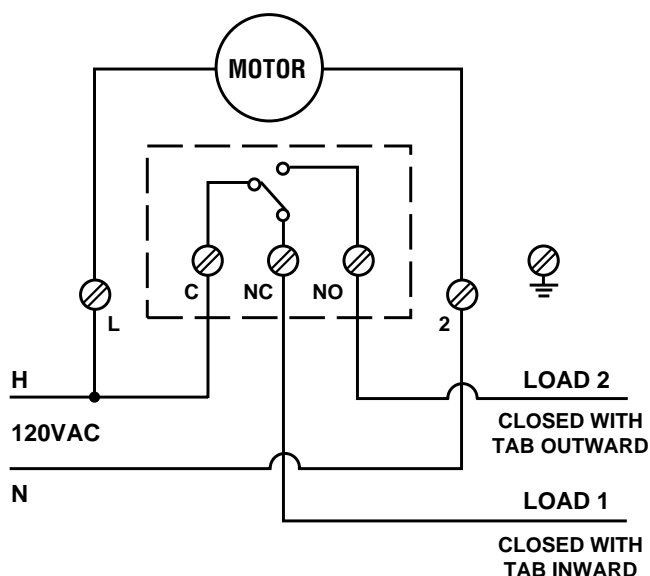 MOTOR
C
NC
NO
L
2
H
LOAD 2
120VAC
CLOSED WITH
TAB OUTWARD
N
LOAD 1
CLOSED WITH
TAB INWARD